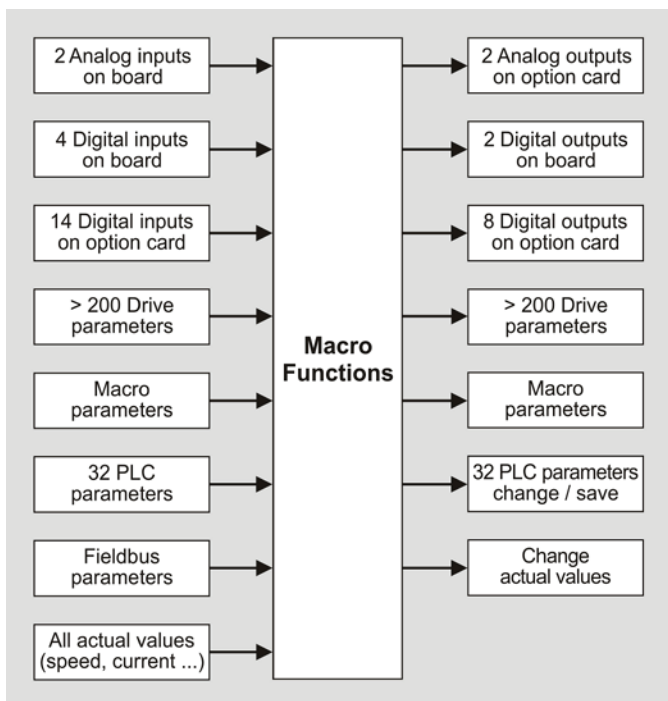 2 Analog inputs
on board
4 Digital inputs
on board
14 Digital inputs
on option card
> 200 Drive
parameters
Macro
parameters
32 PLC
parameters
Fieldbus
parameters
All actual values
(speed, current ...)
Macro
Functions
2 Analog outputs
on option card
2 Digital outputs
on board
8 Digital outputs
on option card
> 200 Drive
parameters
Macro
parameters
32 PLC parameters
change / save
Change
actual values